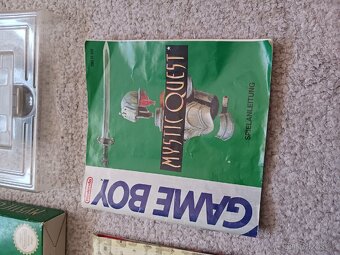 MYSTIC QUEST
SPIELANLEITUNG
Nintendo
GAME BOY